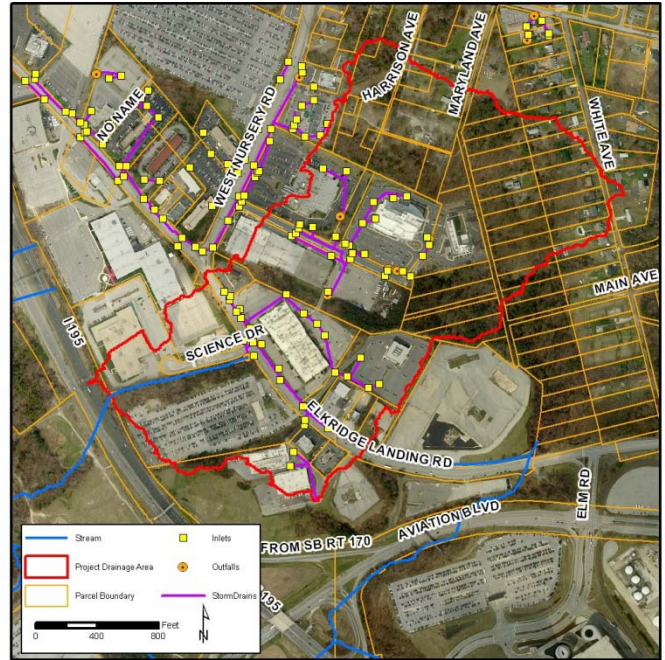 HARRISON AVE
MARYLAND AVE
WHITE AVE
NO NAME
WEST NURSERY RD
MAIN AVE
I 195
SCIENCE DR
ELKRIDGE LANDING RD
ELM RD
AVIATION BLVD
FROM SB RT 170
195
Stream
Inlets
Project Drainage Area
Outfalls
Parcel Boundary
StormDrains
0 400 800 Feet
N